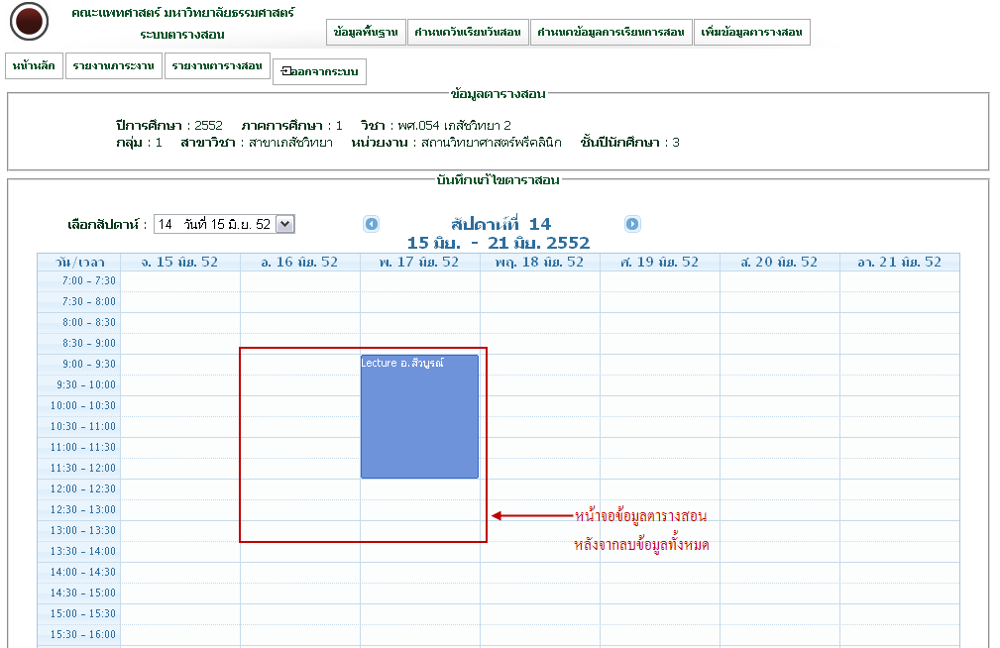 คณะแพทศาสตร์ มหาวิทยาลัยธรรมศาสตร์
ระบบตารางสอน
ข้อมูลพื้นฐาน กำหนดวันเรียนวันสอน กำหนดข้อมูลการเรียนการสอน เพิ่มข้อมูลตารางสอน
หน้าหลัก รายงานภาระงาน รายงานตารางสอน ออกจากระบบ
ข้อมูลตารางสอน
ปีการศึกษา : 2552 ภาคการศึกษา : 1 วิชา : พศ.054 เภสัชวิทยา 2
กลุ่ม : 1 สาขาวิชา : สาขาเภสัชวิทยา หน่วยงาน : สถานวิทยาศาสตร์พรีคลินิก ชั้นปีนักศึกษา : 3
บันทึกแก้ไขตาราสอน
เลือกสัปดาห์ : 14 วันที่ 15 มิ.ย. 52
สัปดาห์ที่ 14
15 มิย. - 21 มิย. 2552
วัน/เวลา จ. 15 มิย. 52 อ. 16 มิย. 52 พ. 17 มิย. 52 พฤ. 18 มิย. 52 ศ. 19 มิย. 52 ส. 20 มิย. 52 อา. 21 มิย. 52
7:00 - 7:30
7:30 - 8:00
8:00 - 8:30
8:30 - 9:00
9:00 - 9:30 Lecture อ.สิวบูรณ์
9:30 - 10:00
10:00 - 10:30
10:30 - 11:00
11:00 - 11:30
11:30 - 12:00
12:00 - 12:30
12:30 - 13:00 หน้าจอข้อมูลตารางสอน
13:00 - 13:30
13:30 - 14:00 หลังจากลบข้อมูลทั้งหมด
14:00 - 14:30
14:30 - 15:00
15:00 - 15:30
15:30 - 16:00